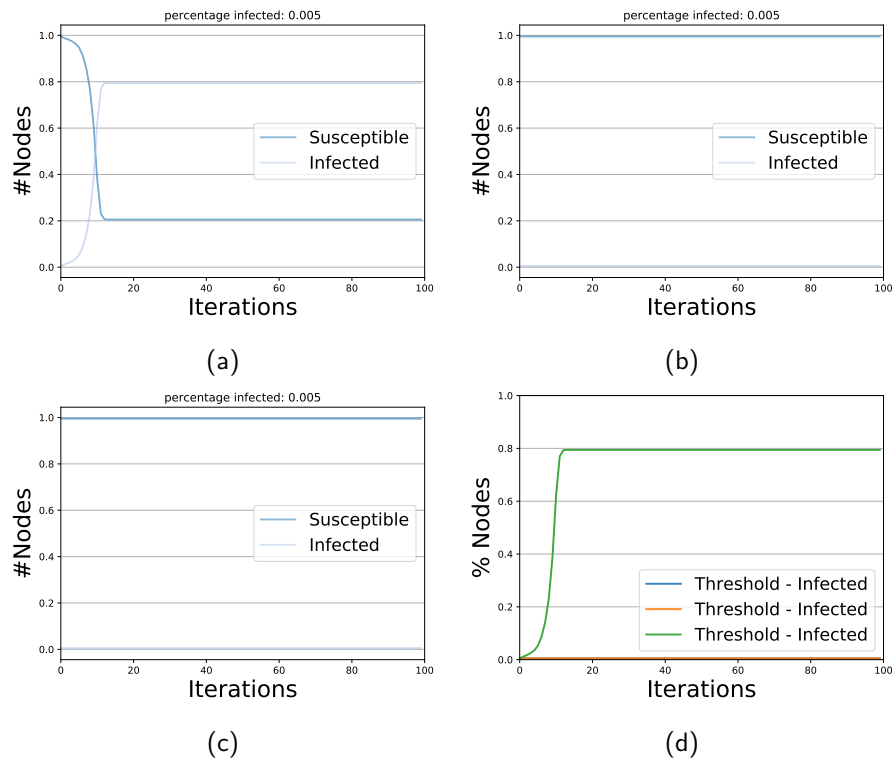 percentage infected: 0.005
1.0
0.8
0.6
0.4
0.2
0.0
#Nodes
Susceptible
Infected
0 20 40 60 80 100
Iterations
(a)
percentage infected: 0.005
1.0
0.8
0.6
0.4
0.2
0.0
#Nodes
Susceptible
Infected
0 20 40 60 80 100
Iterations
(b)
percentage infected: 0.005
1.0
0.8
0.6
0.4
0.2
0.0
#Nodes
Susceptible
Infected
0 20 40 60 80 100
Iterations
(c)
1.0
0.8
0.6
0.4
0.2
0.0
% Nodes
Threshold - Infected
Threshold - Infected
Threshold - Infected
0 20 40 60 80 100
Iterations
(d)